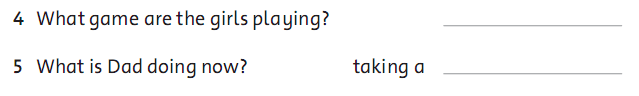 4 What game are the girls playing?
5 What is Dad doing now? taking a